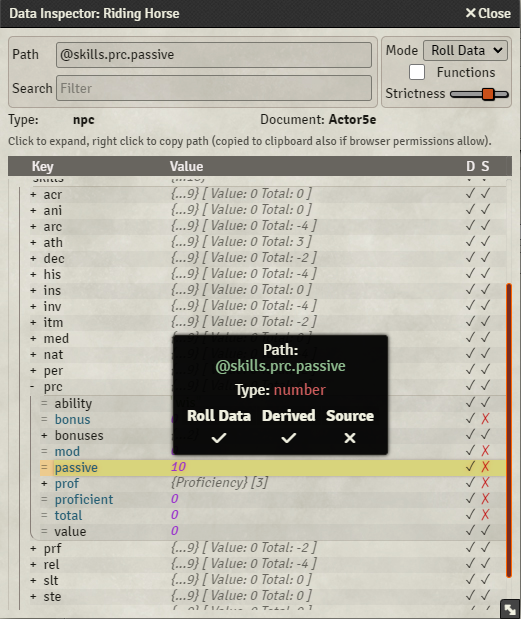 Data Inspector: Riding Horse
✕Close
Path @skills.prc.passive
Mode Roll Data
Functions
Search Filter
Strictness
Type: npc Document: Actor5e
Click to expand, right click to copy path (copied to clipboard also if browser permissions allow).
Key Value D S
+ acr {...9} [ Value: 0 Total: 0 ] ✓ ✓
+ ani {...9} [ Value: 0 Total: 0 ] ✓ ✓
+ arc {...9} [ Value: 0 Total: -4 ] ✓ ✓
+ ath {...9} [ Value: 0 Total: 3 ] ✓ ✓
+ dec {...9} [ Value: 0 Total: -2 ] ✓ ✓
+ his {...9} [ Value: 0 Total: -4 ] ✓ ✓
+ ins {...9} [ Value: 0 Total: 0 ] ✓ ✓
+ inv {...9} [ Value: 0 Total: -4 ] ✓ ✓
+ itm {...9} [ Value: 0 Total: -2 ] ✓ ✓
+ med ✓ ✓
+ nat ✓ ✓
+ per ✓ ✓
- prc ✓ ✓
Path:
@skills.prc.passive
Type: number
Roll Data Derived Source
✓ ✓ ✕
= ability ✓ ✓
= bonus ✓ ✗
+ bonuses ✓ ✓
= mod ✓ ✗
= passive 10 ✓ ✗
+ prof {Proficiency} [3] ✓ ✗
= proficient 0 ✓ ✗
= total 0 ✓ ✗
= value 0 ✓ ✓
+ prf {...9} [ Value: 0 Total: -2 ] ✓ ✓
+ rel {...9} [ Value: 0 Total: -4 ] ✓ ✓
+ slt {...9} [ Value: 0 Total: 0 ] ✓ ✓
+ ste {...9} [ Value: 0 Total: 0 ] ✓ ✓